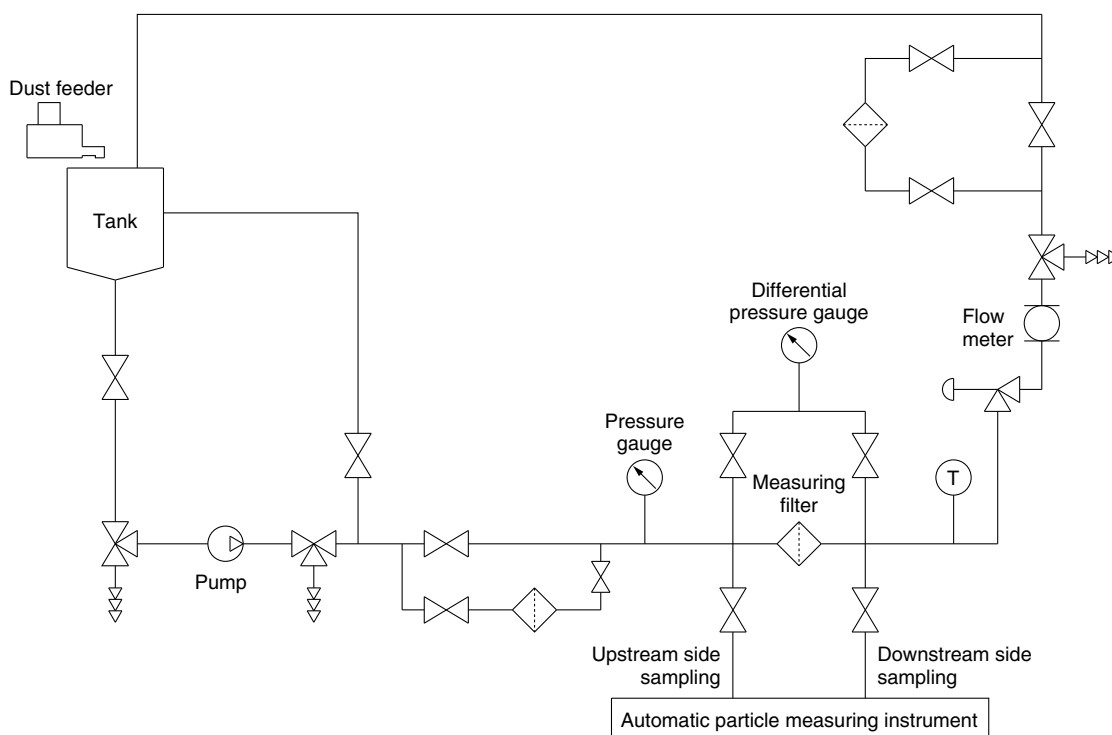 Dust feeder
Tank
Differential
pressure gauge
Flow
meter
Pressure
gauge
Measuring
filter
T
Pump
Upstream side
sampling
Downstream side
sampling
Automatic particle measuring instrument